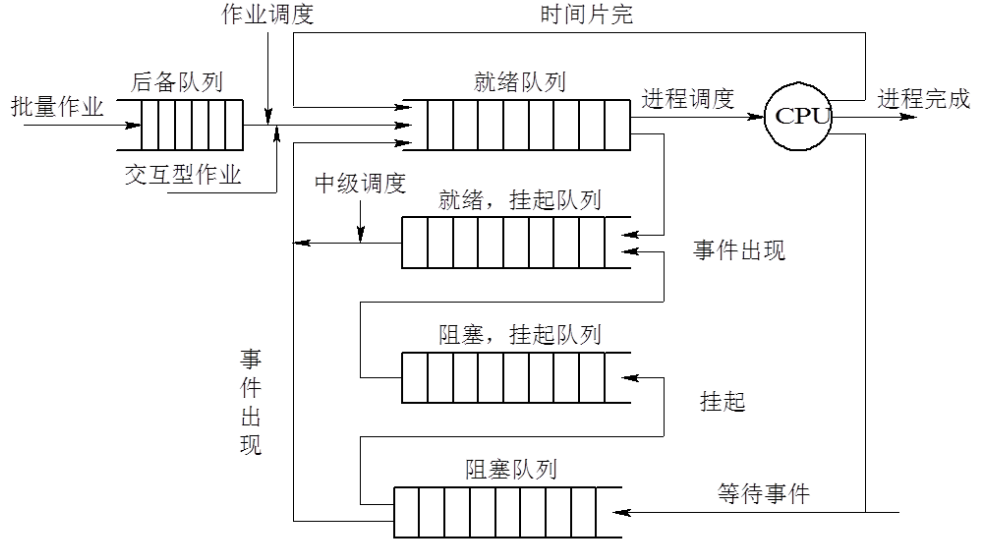 作业调度
时间片完
后备队列
就绪队列
批量作业
进程调度
CPU
进程完成
交互型作业
中级调度
就绪，挂起队列
事件出现
阻塞，挂起队列
事件出现
挂起
阻塞队列
等待事件